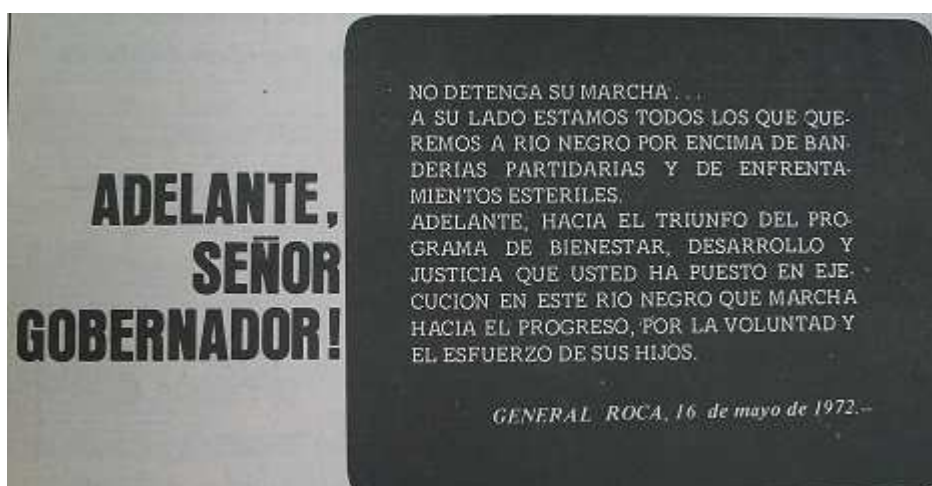 ADELANTE,
SEÑOR
GOBERNADOR!
NO DETENGA SU MARCHA . . .
A SU LADO ESTAMOS TODOS LOS QUE QUE-
REMOS A RIO NEGRO POR ENCIMA DE BAN-
DERIAS PARTIDARIAS Y DE ENFRENTA-
MIENTOS ESTERILES.
ADELANTE, HACIA EL TRIUNFO DEL PRO-
GRAMA DE BIENESTAR, DESARROLLO Y
JUSTICIA QUE USTED HA PUESTO EN EJE-
CUCION EN ESTE RIO NEGRO QUE MARCHA
HACIA EL PROGRESO, POR LA VOLUNTAD Y
EL ESFUERZO DE SUS HIJOS.
GENERAL ROCA, 16 de mayo de 1972.–